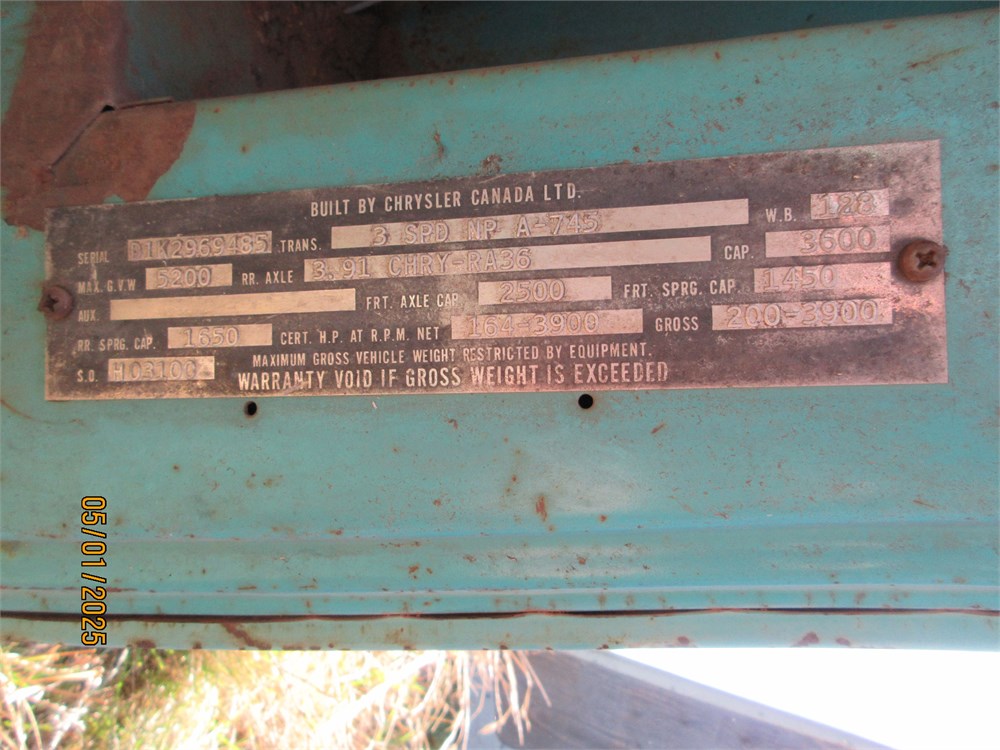 BUILT BY CHRYSLER CANADA LTD.
SERIAL D1K2969485 TRANS. 3 SPD NP A-745 W.B. 128
MAX. G.V.W 5200 RR. AXLE 3.91 CHRY-RA36 CAP. 3600
AUX. FRT. AXLE CAP. 2500 FRT. SPRG. CAP. 1450
RR. SPRG. CAP. 1650 CERT. H.P. AT R.P.M. NET 164-3900 GROSS 200-3900
S.O. MAXIMUM GROSS VEHICLE WEIGHT RESTRICTED BY EQUIPMENT.
WARRANTY VOID IF GROSS WEIGHT IS EXCEEDED
05/01/2025